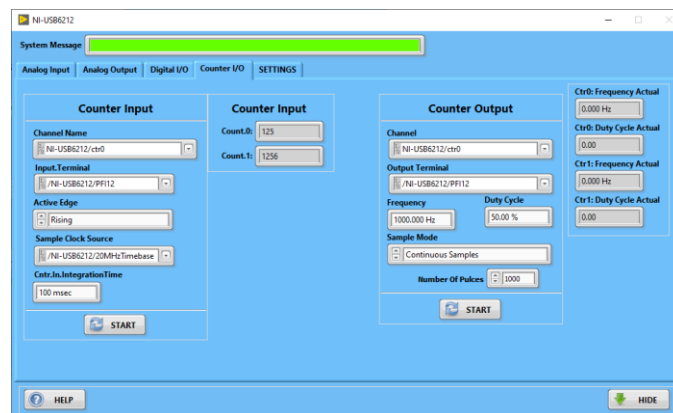 NI-USB6212
System Message
Analog Input Analog Output Digital I/O Counter I/O SETTINGS
Counter Input
Channel Name
NI-USB6212/ctr0
Input.Terminal
/NI-USB6212/PFI12
Active Edge
Rising
Sample Clock Source
/NI-USB6212/20MHzTimebase
Cntr.In.IntegrationTime
100 msec
START
Counter Input
Count.0: 125
Count.1: 1256
Counter Output
Channel
NI-USB6212/ctr0
Output Terminal
/NI-USB6212/PFI12
Frequency Duty Cycle
1000.000 Hz 50.00 %
Sample Mode
Continuous Samples
Number Of Pulces 1000
START
Ctr0: Frequency Actual
0.000 Hz
Ctr0: Duty Cycle Actual
0.00
Ctr1: Frequency Actual
0.000 Hz
Ctr1: Duty Cycle Actual
0.00
HELP HIDE